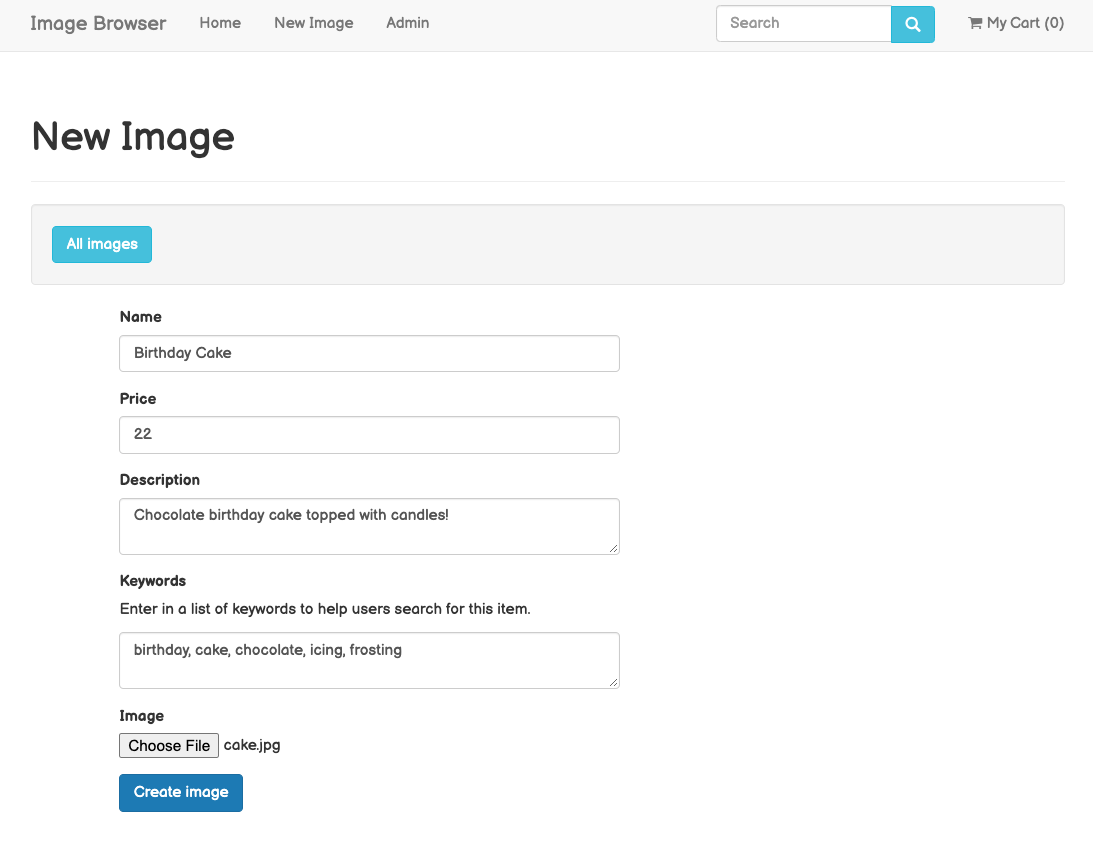 Image Browser Home New Image Admin Search My Cart (0)
New Image
All images
Name
Birthday Cake
Price
22
Description
Chocolate birthday cake topped with candles!
Keywords
Enter in a list of keywords to help users search for this item.
birthday, cake, chocolate, icing, frosting
Image
Choose File cake.jpg
Create image